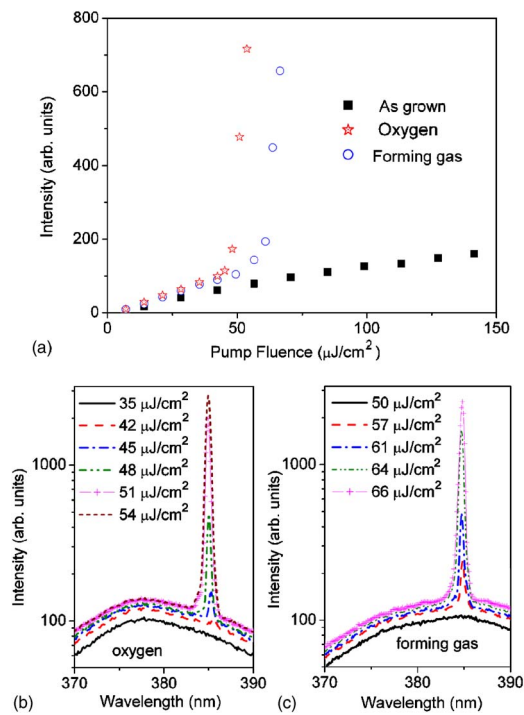 800
600
400
200
0
Intensity (arb. units)
As grown
Oxygen
Forming gas
0 50 100 150
Pump Fluence (μJ/cm²)
(a)
1000
100
Intensity (arb. units)
35 μJ/cm²
42 μJ/cm²
45 μJ/cm²
48 μJ/cm²
51 μJ/cm²
54 μJ/cm²
oxygen
370 380 390
(b) Wavelength (nm)
1000
100
Intensity (arb. units)
50 μJ/cm²
57 μJ/cm²
61 μJ/cm²
64 μJ/cm²
66 μJ/cm²
forming gas
370 380 390
(c) Wavelength (nm)